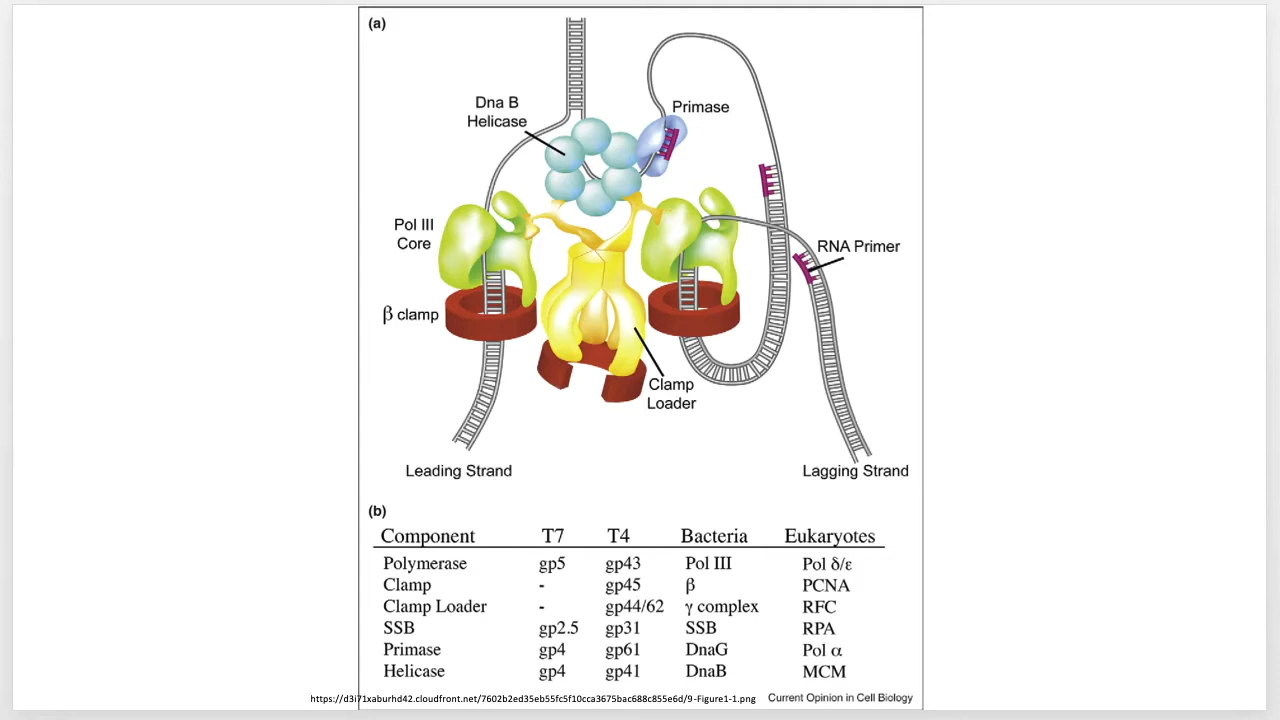 (a)
Dna B
Helicase
Primase
Pol III
Core
RNA Primer
β clamp
Clamp
Loader
Leading Strand
Lagging Strand
(b)
Component T7 T4 Bacteria Eukaryotes
Polymerase gp5 gp43 Pol III Pol δ/ε
Clamp - gp45 β PCNA
Clamp Loader - gp44/62 γ complex RFC
SSB gp2.5 gp31 SSB RPA
Primase gp4 gp61 DnaG Pol α
Helicase gp4 gp41 DnaB MCM
https://d3i71xaburhd42.cloudfront.net/7602b2ed35eb55fc5f10cca3675bac688c855e6d/9-Figure1-1.png
Current Opinion in Cell Biology